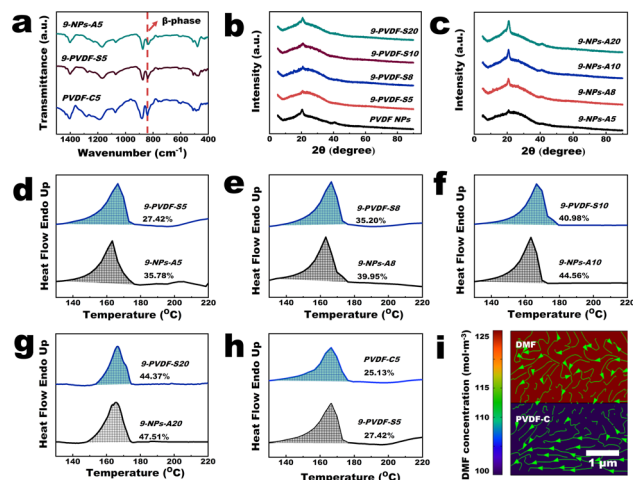 a
9-NPs-A5
β-phase
9-PVDF-S5
PVDF-C5
Transmittance (a.u.)
1400 1200 1000 800 600 400
Wavenumber (cm⁻¹)
b
9-PVDF-S20
9-PVDF-S10
9-PVDF-S8
9-PVDF-S5
PVDF NPs
Intensity (a.u.)
0 20 40 60 80
2θ (degree)
c
9-NPs-A20
9-NPs-A10
9-NPs-A8
9-NPs-A5
Intensity (a.u.)
0 20 40 60 80
2θ (degree)
d
9-PVDF-S5
27.42%
9-NPs-A5
35.78%
Heat Flow Endo Up
140 160 180 200 220
Temperature (°C)
e
9-PVDF-S8
35.20%
9-NPs-A8
39.95%
Heat Flow Endo Up
140 160 180 200 220
Temperature (°C)
f
9-PVDF-S10
40.98%
9-NPs-A10
44.56%
Heat Flow Endo Up
140 160 180 200 220
Temperature (°C)
g
9-PVDF-S20
44.37%
9-NPs-A20
47.51%
Heat Flow Endo Up
140 160 180 200 220
Temperature (°C)
h
PVDF-C5
25.13%
9-PVDF-S5
27.42%
Heat Flow Endo Up
140 160 180 200 220
Temperature (°C)
i
DMF concentration (mol·m⁻³)
125
115
110
100
DMF
PVDF-C
1 μm